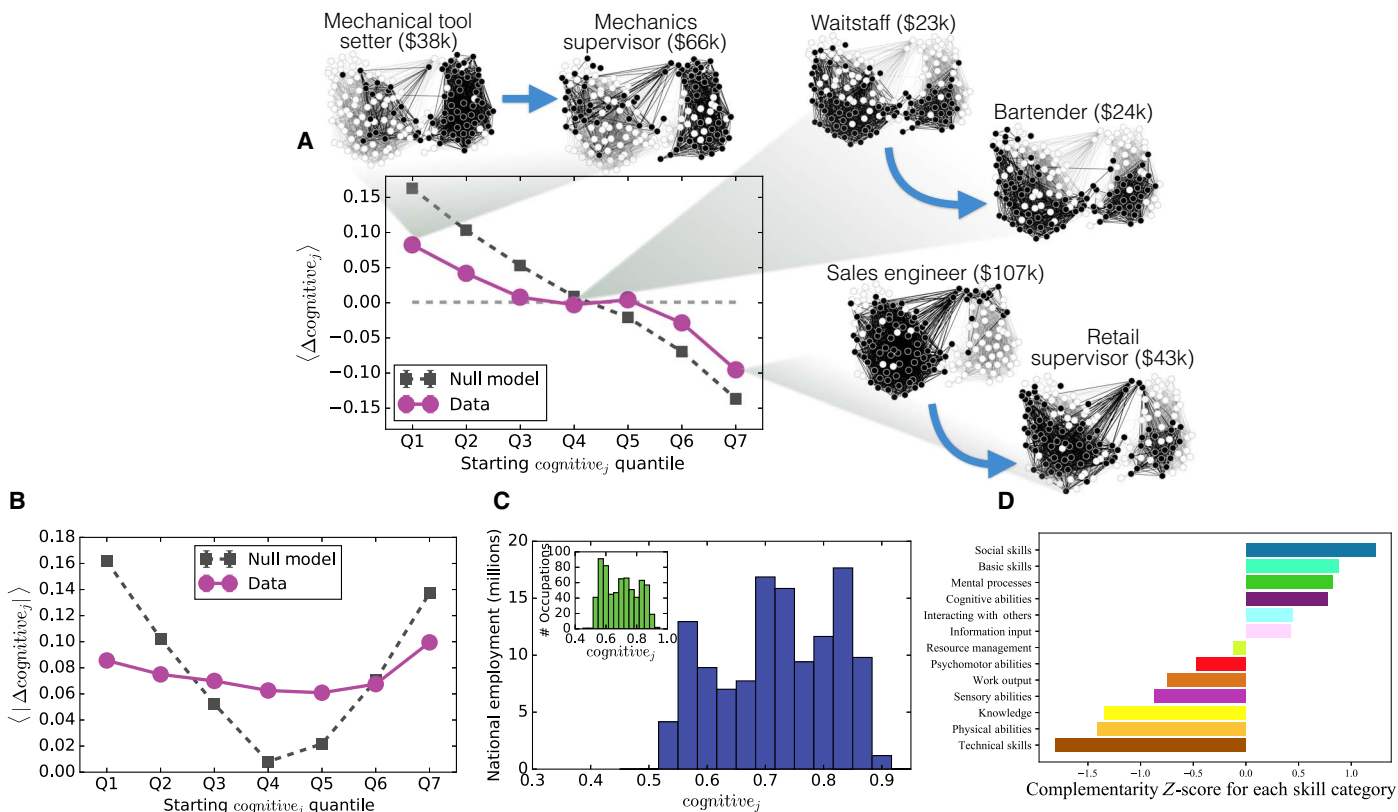 Mechanical tool
setter ($38k)
Mechanics
supervisor ($66k)
Waitstaff ($23k)
Bartender ($24k)
Sales engineer ($107k)
Retail
supervisor ($43k)
A
⟨Δcognitive_j⟩
0.15
0.10
0.05
0.00
−0.05
−0.10
−0.15
Null model
Data
Q1 Q2 Q3 Q4 Q5 Q6 Q7
Starting cognitive_j quantile
B
⟨|Δcognitive_j|⟩
0.18
0.16
0.14
0.12
0.10
0.08
0.06
0.04
0.02
0.00
Null model
Data
Q1 Q2 Q3 Q4 Q5 Q6 Q7
Starting cognitive_j quantile
C
National employment (millions)
20
15
10
5
0
0.3 0.4 0.5 0.6 0.7 0.8 0.9
cognitive_j
# Occupations
100
80
60
40
20
0
0.4 0.6 0.8 1.0
cognitive_j
D
Social skills
Basic skills
Mental processes
Cognitive abilities
Interacting with others
Information input
Resource management
Psychomotor abilities
Work output
Sensory abilities
Knowledge
Physical abilities
Technical skills
−1.5 −1.0 −0.5 0.0 0.5 1.0
Complementarity Z-score for each skill category